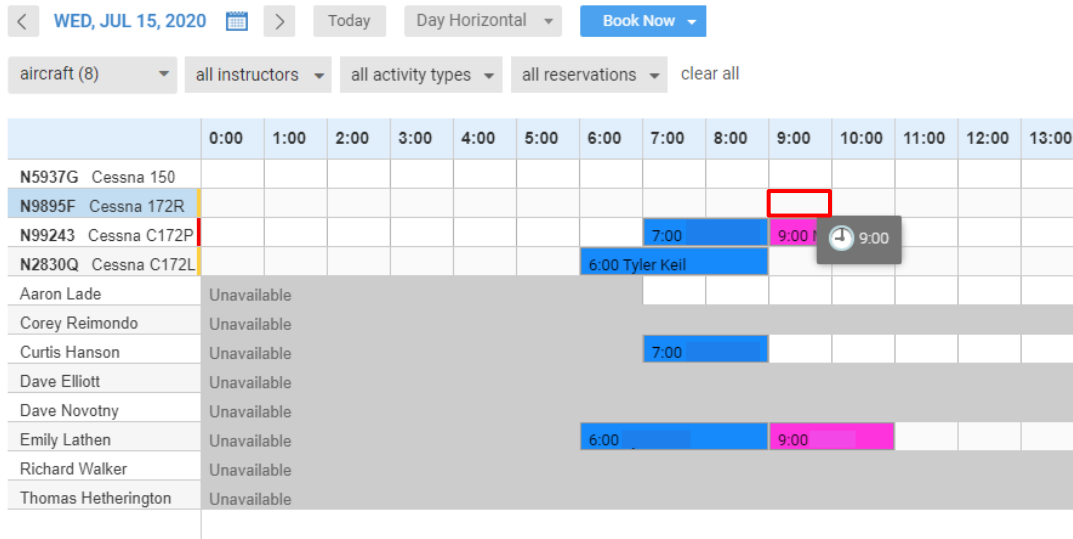 WED, JUL 15, 2020 Today Day Horizontal Book Now
aircraft (8) all instructors all activity types all reservations clear all
0:00 1:00 2:00 3:00 4:00 5:00 6:00 7:00 8:00 9:00 10:00 11:00 12:00 13:00
N5937G Cessna 150
N9895F Cessna 172R
N99243 Cessna C172P 7:00 9:00 9:00
N2830Q Cessna C172L 6:00 Tyler Keil
Aaron Lade Unavailable
Corey Reimondo Unavailable
Curtis Hanson Unavailable 7:00
Dave Elliott Unavailable
Dave Novotny Unavailable
Emily Lathen Unavailable 6:00 9:00
Richard Walker Unavailable
Thomas Hetherington Unavailable